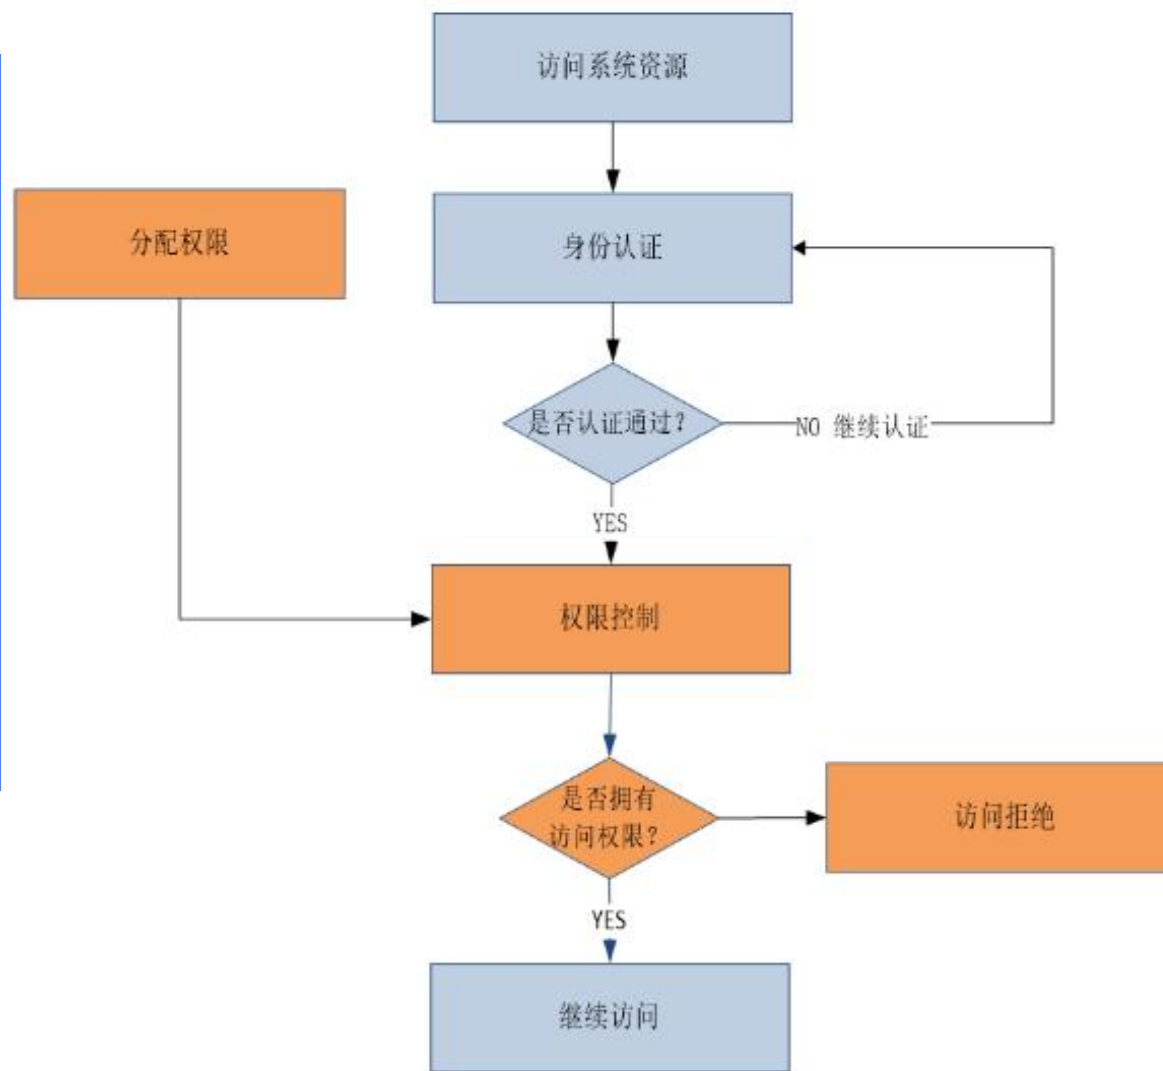 访问系统资源
分配权限
身份认证
是否认证通过?
NO 继续认证
YES
权限控制
是否拥有
访问权限?
访问拒绝
YES
继续访问